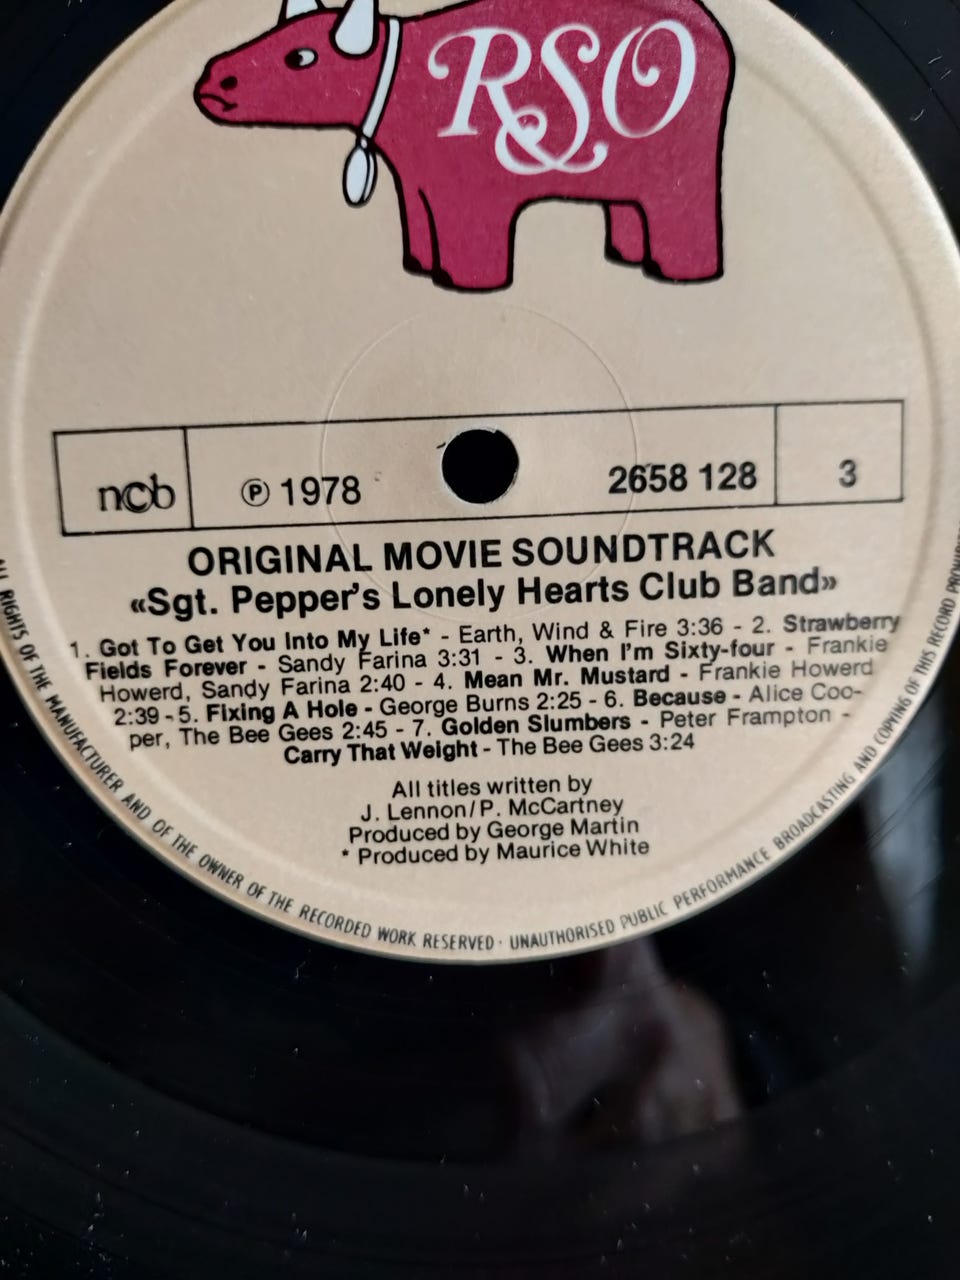 RSO
ncb
℗ 1978
2658 128
3
ORIGINAL MOVIE SOUNDTRACK
«Sgt. Pepper's Lonely Hearts Club Band»
1. Got To Get You Into My Life* - Earth, Wind & Fire 3:36 - 2. Strawberry
Fields Forever - Sandy Farina 3:31 - 3. When I'm Sixty-four - Frankie
Howerd, Sandy Farina 2:40 - 4. Mean Mr. Mustard - Frankie Howerd
2:39 - 5. Fixing A Hole - George Burns 2:25 - 6. Because - Alice Coo-
per, The Bee Gees 2:45 - 7. Golden Slumbers - Peter Frampton -
Carry That Weight - The Bee Gees 3:24
All titles written by
J. Lennon/P. McCartney
Produced by George Martin
* Produced by Maurice White
ALL RIGHTS OF THE MANUFACTURER AND OF THE OWNER OF THE RECORDED WORK RESERVED · UNAUTHORISED PUBLIC PERFORMANCE BROADCASTING AND COPYING OF THIS RECORD